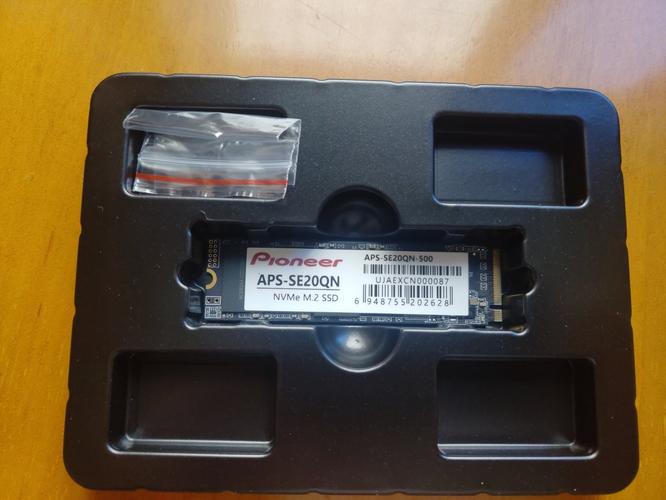 Pioneer
APS-SE20QN
NVMe M.2 SSD
APS-SE20QN-500
UJAEXCN000087
6 948755 202628